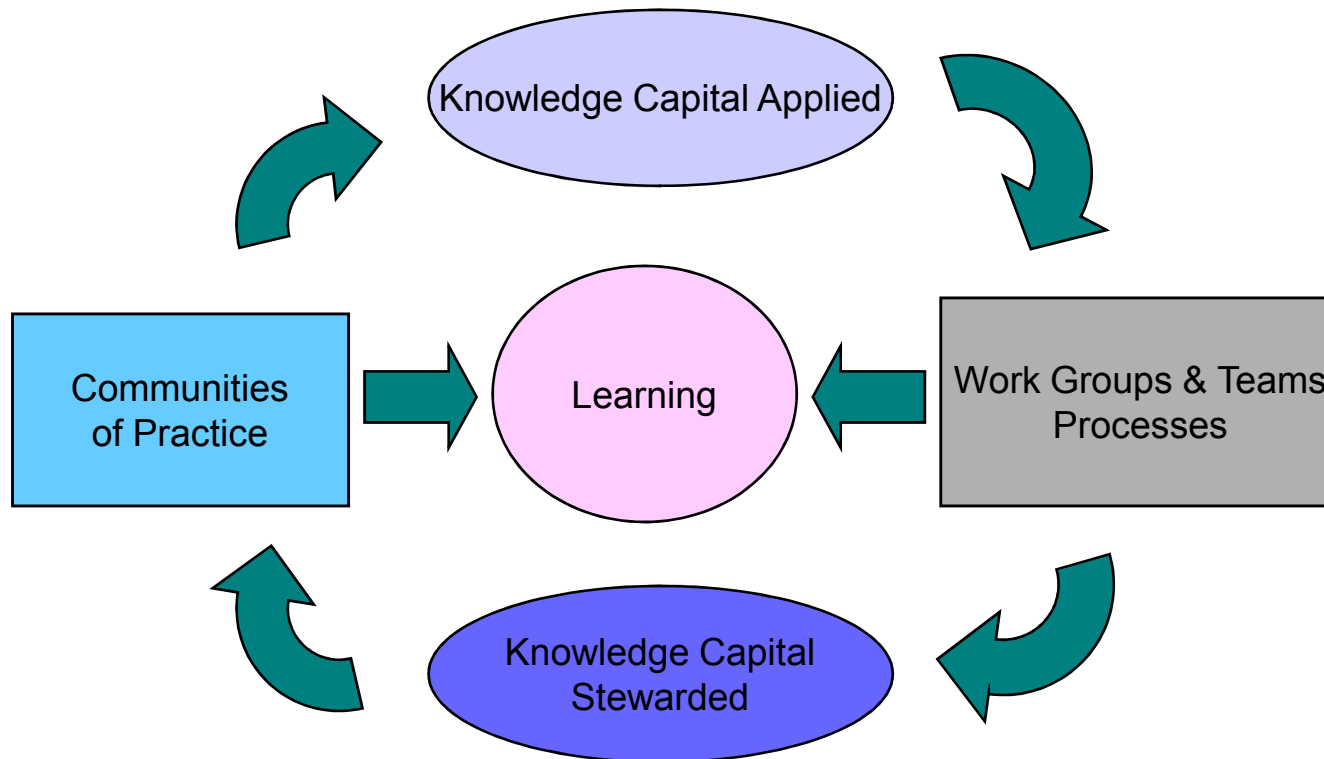 Knowledge Capital Applied
Communities
of Practice
Learning
Work Groups & Teams
Processes
Knowledge Capital
Stewarded